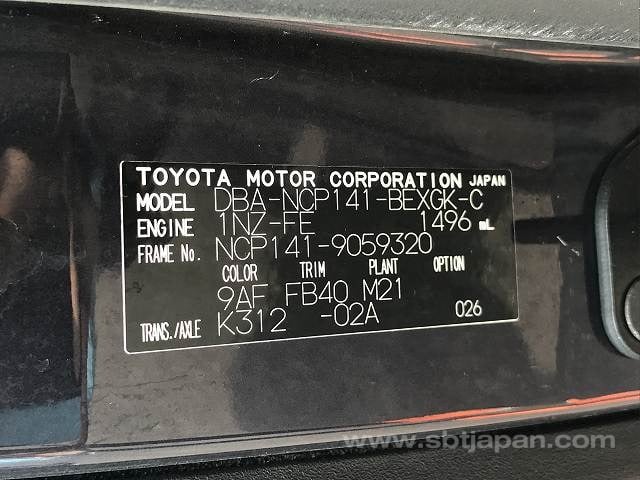 TOYOTA MOTOR CORPORATION JAPAN
MODEL DBA-NCP141-BEXGK-C
ENGINE 1NZ-FE 1496 mL
FRAME No. NCP141-9059320
COLOR TRIM PLANT OPTION
9AF FB40 M21
TRANS./AXLE K312 -02A 026
www.sbtjapan.com